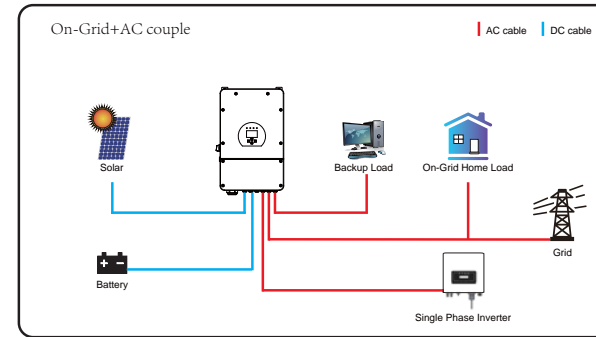 On-Grid+AC couple
AC cable
DC cable
Solar
Backup Load
On-Grid Home Load
Grid
Battery
Single Phase Inverter